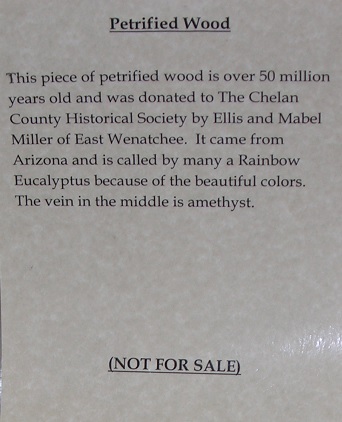 Petrified Wood
This piece of petrified wood is over 50 million
years old and was donated to The Chelan
County Historical Society by Ellis and Mabel
Miller of East Wenatchee. It came from
Arizona and is called by many a Rainbow
Eucalyptus because of the beautiful colors.
The vein in the middle is amethyst.
(NOT FOR SALE)